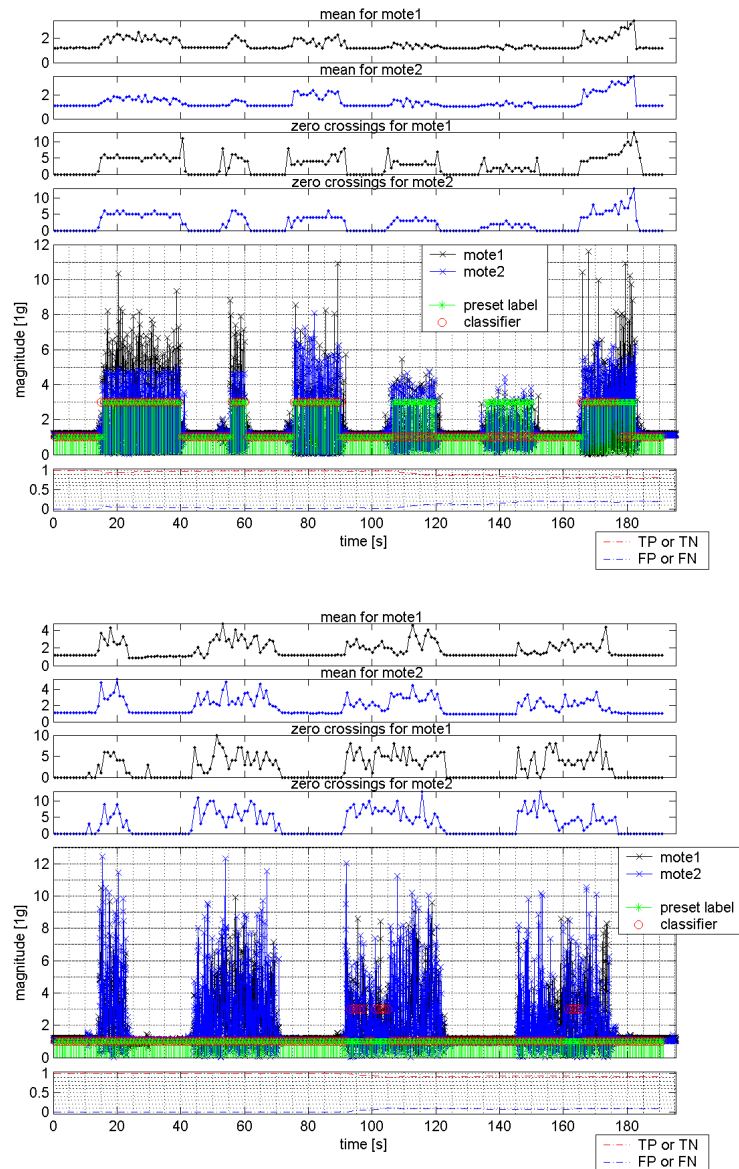 mean for mote1
2
0
mean for mote2
2
0
zero crossings for mote1
10
5
0
zero crossings for mote2
10
5
0
12
10
8
6
4
2
0
magnitude [1g]
mote1
mote2
preset label
classifier
1
0.5
0
0 20 40 60 80 100 120 140 160 180
time [s]
TP or TN
FP or FN
mean for mote1
4
2
0
mean for mote2
4
2
0
zero crossings for mote1
10
5
0
zero crossings for mote2
10
5
0
12
10
8
6
4
2
0
magnitude [1g]
mote1
mote2
preset label
classifier
1
0.5
0
0 20 40 60 80 100 120 140 160 180
time [s]
TP or TN
FP or FN